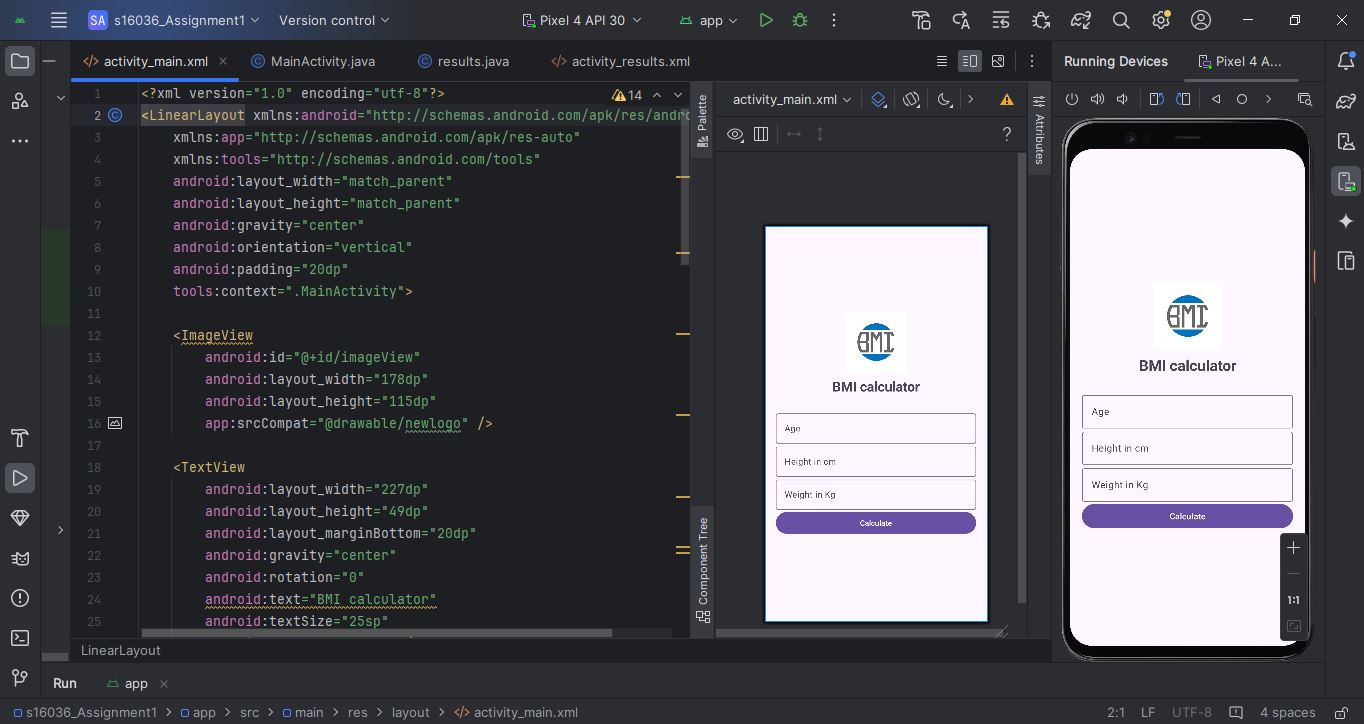 SA s16036_Assignment1 Version control Pixel 4 API 30 app
activity_main.xml MainActivity.java results.java activity_results.xml Running Devices Pixel 4 A...
1 <?xml version="1.0" encoding="utf-8"?> 14
2 <LinearLayout xmlns:android="http://schemas.android.com/apk/res/andro
3 xmlns:app="http://schemas.android.com/apk/res-auto"
4 xmlns:tools="http://schemas.android.com/tools"
5 android:layout_width="match_parent"
6 android:layout_height="match_parent"
7 android:gravity="center"
8 android:orientation="vertical"
9 android:padding="20dp"
10 tools:context=".MainActivity">
11
12 <ImageView
13 android:id="@+id/imageView"
14 android:layout_width="178dp"
15 android:layout_height="115dp"
16 app:srcCompat="@drawable/newlogo" />
17
18 <TextView
19 android:layout_width="227dp"
20 android:layout_height="49dp"
21 android:layout_marginBottom="20dp"
22 android:gravity="center"
23 android:rotation="0"
24 android:text="BMI calculator"
25 android:textSize="25sp"
LinearLayout
Palette
Component Tree
activity_main.xml
?
BMI
BMI calculator
Age
Height in cm
Weight in Kg
Calculate
Attributes
BMI
BMI calculator
Age
Height in cm
Weight in Kg
Calculate
1:1
Run app
s16036_Assignment1 > app > src > main > res > layout > activity_main.xml 2:1 LF UTF-8 4 spaces